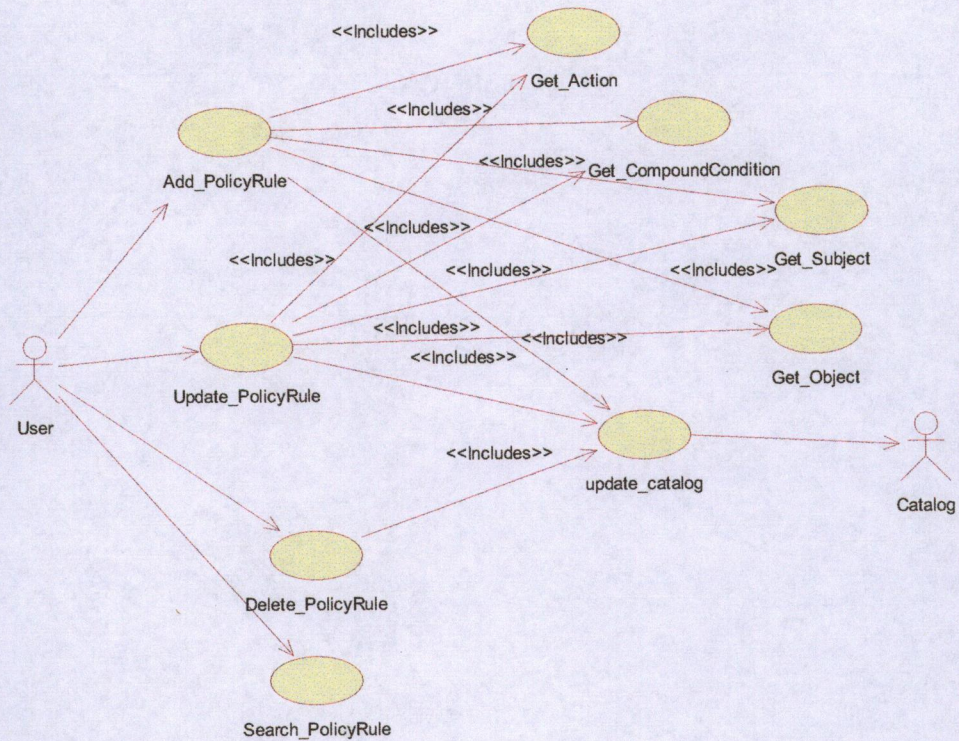 <<Includes>>
Get_Action
<<Includes>>
Add_PolicyRule
<<Includes>>
Get_CompoundCondition
<<Includes>>
<<Includes>>
<<Includes>>
<<Includes>>
Get_Subject
<<Includes>>
<<Includes>>
<<Includes>>
Get_Object
Update_PolicyRule
User
<<Includes>>
update_catalog
Catalog
Delete_PolicyRule
Search_PolicyRule